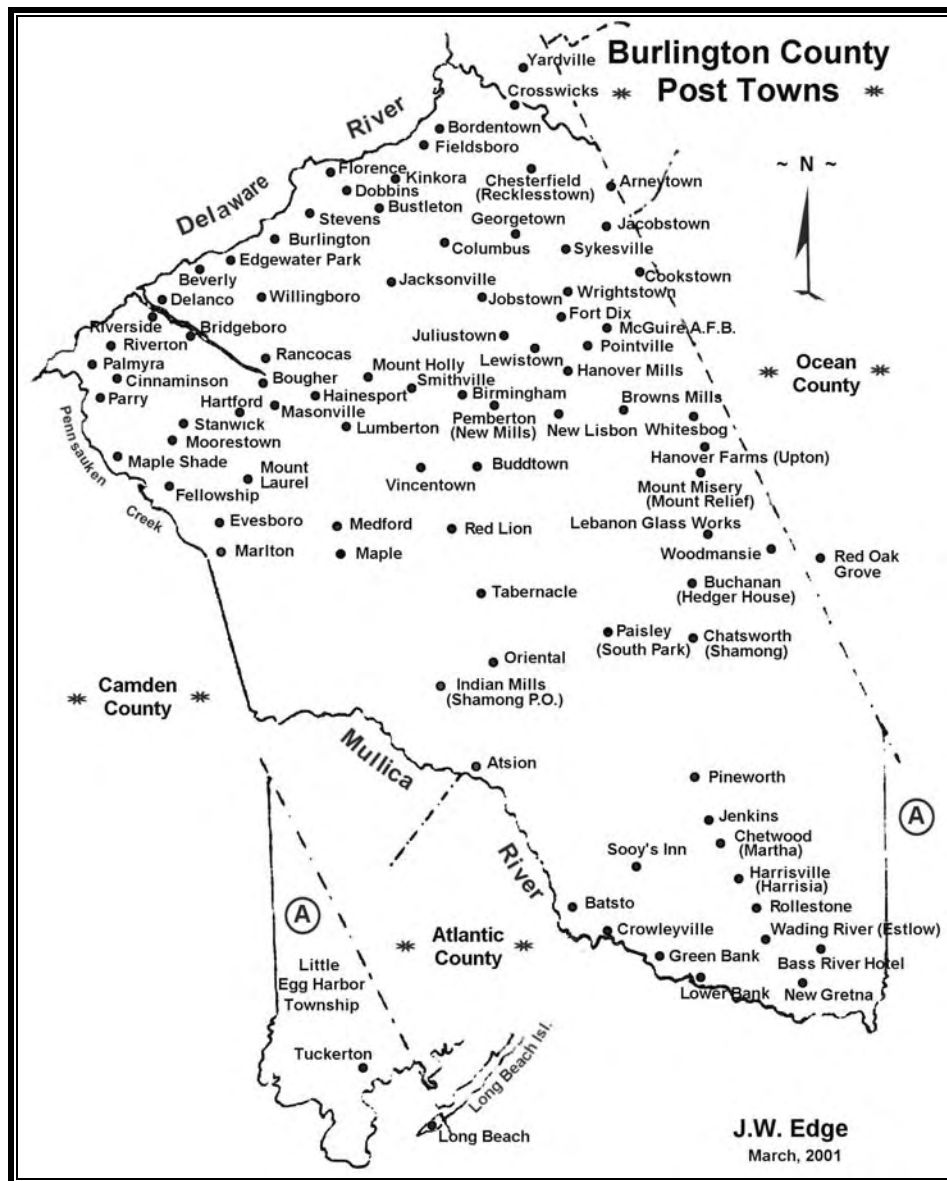 Burlington County
Post Towns
~ N ~
Delaware
River
Yardville
Crosswicks
Bordentown
Fieldsboro
Florence
Kinkora
Dobbins
Bustleton
Stevens
Chesterfield
(Recklesstown)
Arneytown
Georgetown
Jacobstown
Burlington
Columbus
Sykesville
Edgewater Park
Beverly
Cookstown
Delanco
Willingboro
Jacksonville
Jobstown
Wrightstown
Fort Dix
Riverside
Bridgeboro
Juliustown
McGuire A.F.B.
Riverton
Rancocas
Lewistown
Pointville
Palmyra
Mount Holly
Hanover Mills
Ocean
County
Cinnaminson
Bougher
Smithville
Parry
Hartford
Hainesport
Birmingham
Browns Mills
Masonville
Pemberton
(New Mills)
Stanwick
Lumberton
New Lisbon
Whitesbog
Moorestown
Pennsauken
Creek
Maple Shade
Mount
Laurel
Vincentown
Buddtown
Hanover Farms (Upton)
Fellowship
Mount Misery
(Mount Relief)
Evesboro
Medford
Red Lion
Lebanon Glass Works
Marlton
Maple
Woodmansie
Red Oak
Grove
Tabernacle
Buchanan
(Hedger House)
Paisley
(South Park)
Chatsworth
(Shamong)
Oriental
Camden
County
Indian Mills
(Shamong P.O.)
Mullica
River
Atsion
Pineworth
Jenkins
A
Chetwood
(Martha)
Sooy's Inn
Harrisville
(Harrisia)
Batsto
Rollestone
Crowleyville
Wading River (Estlow)
Green Bank
Bass River Hotel
Lower Bank
New Gretna
A
Atlantic
County
Little
Egg Harbor
Township
Tuckerton
Long Beach Isl.
Long Beach
J.W. Edge
March, 2001